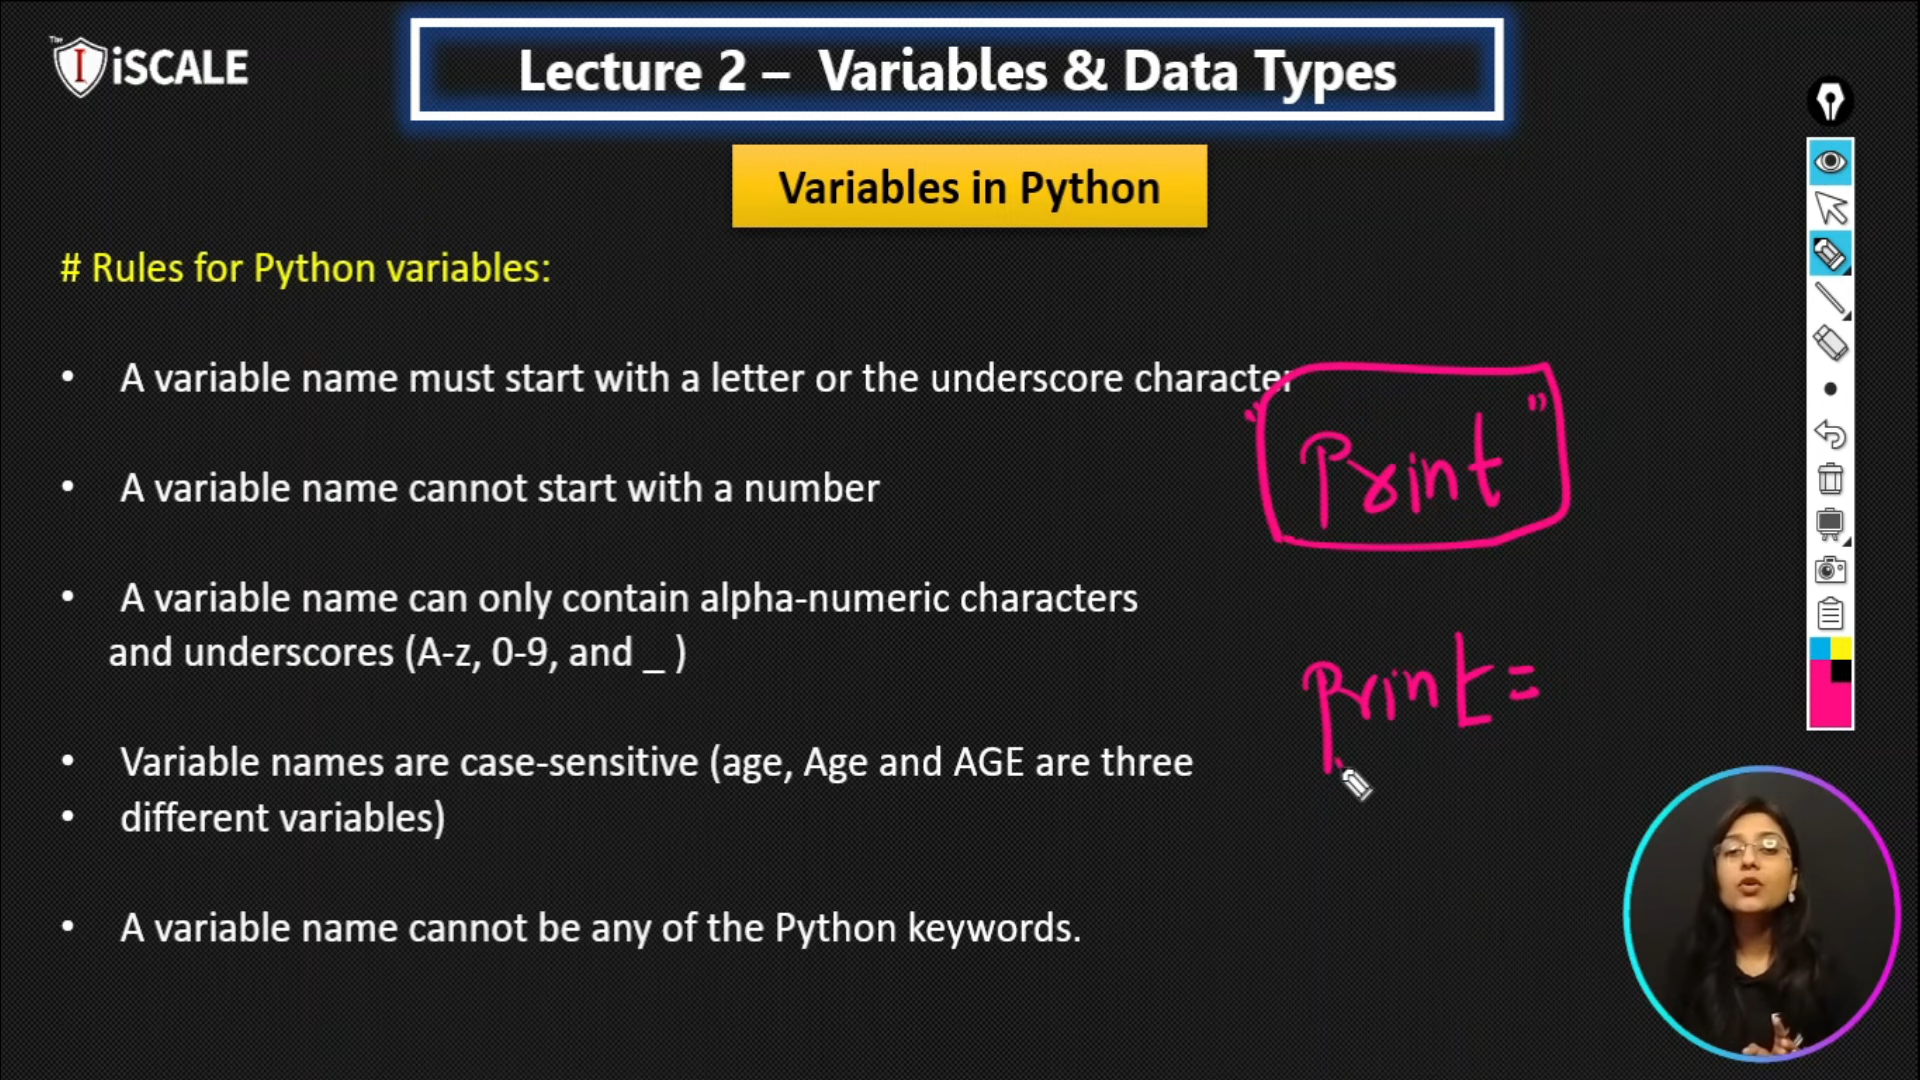 The
I iSCALE
Lecture 2 – Variables & Data Types
Variables in Python
# Rules for Python variables:
• A variable name must start with a letter or the underscore character
• A variable name cannot start with a number
• A variable name can only contain alpha-numeric characters
and underscores (A-z, 0-9, and _ )
• Variable names are case-sensitive (age, Age and AGE are three
• different variables)
• A variable name cannot be any of the Python keywords.
"Print"
print=